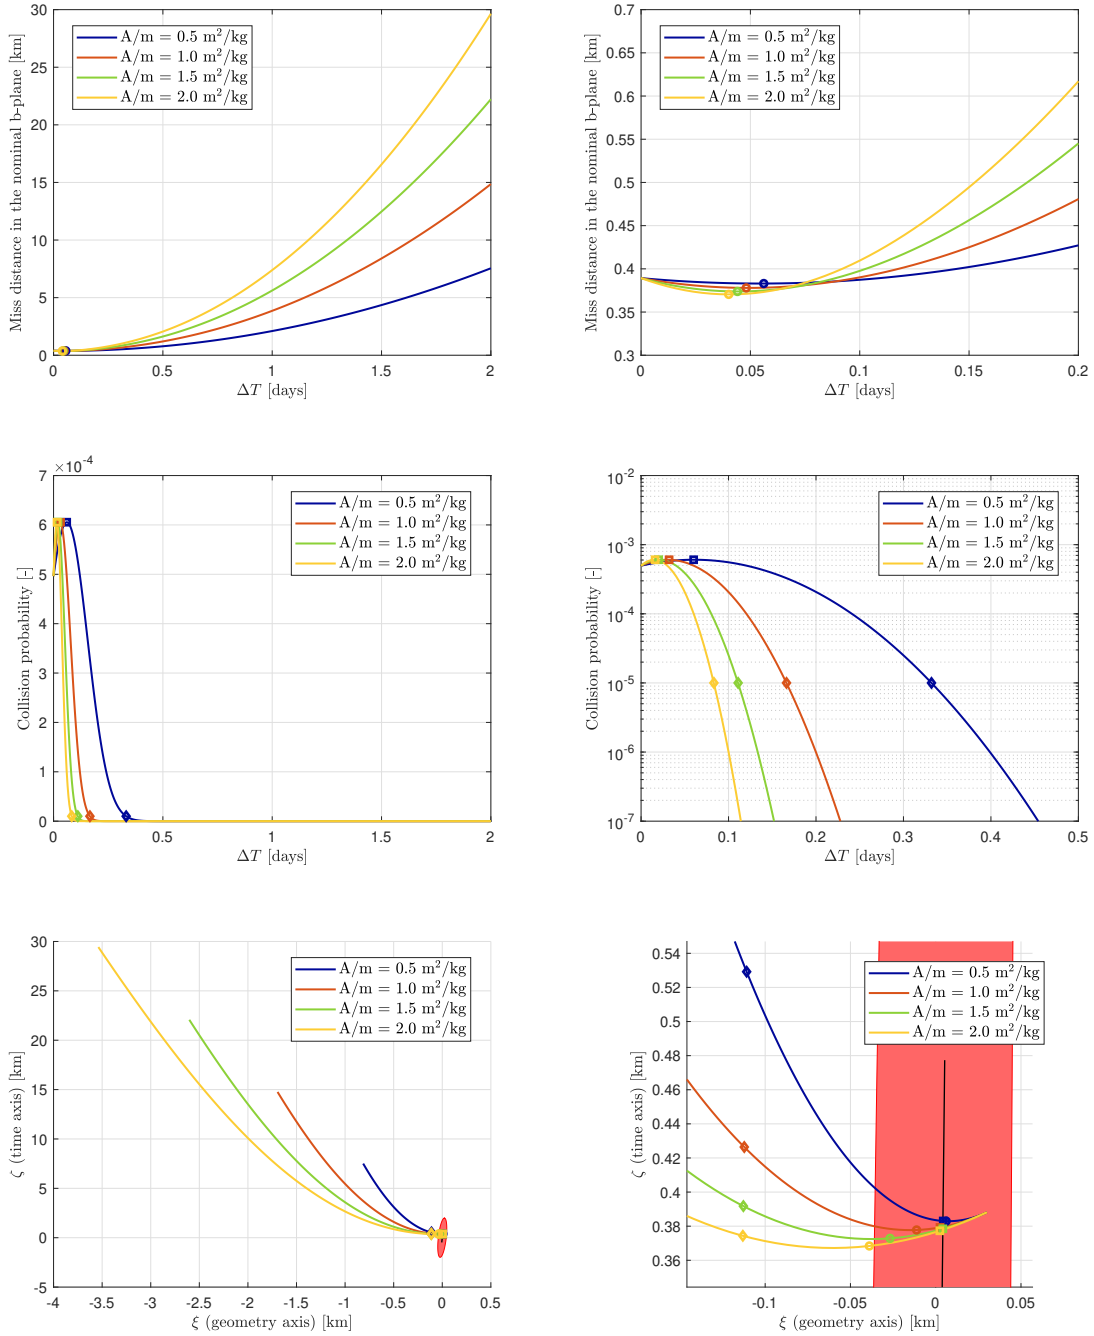 Miss distance in the nominal b-plane [km]
30
25
20
15
10
5
0
A/m = 0.5 m²/kg
A/m = 1.0 m²/kg
A/m = 1.5 m²/kg
A/m = 2.0 m²/kg
0 0.5 1 1.5 2
ΔT [days]
Miss distance in the nominal b-plane [km]
0.7
0.65
0.6
0.55
0.5
0.45
0.4
0.35
0.3
A/m = 0.5 m²/kg
A/m = 1.0 m²/kg
A/m = 1.5 m²/kg
A/m = 2.0 m²/kg
0 0.05 0.1 0.15 0.2
ΔT [days]
Collision probability [-]
×10⁻⁴
7
6
5
4
3
2
1
0
A/m = 0.5 m²/kg
A/m = 1.0 m²/kg
A/m = 1.5 m²/kg
A/m = 2.0 m²/kg
0 0.5 1 1.5 2
ΔT [days]
Collision probability [-]
10⁻²
10⁻³
10⁻⁴
10⁻⁵
10⁻⁶
10⁻⁷
A/m = 0.5 m²/kg
A/m = 1.0 m²/kg
A/m = 1.5 m²/kg
A/m = 2.0 m²/kg
0 0.1 0.2 0.3 0.4 0.5
ΔT [days]
ζ (time axis) [km]
30
25
20
15
10
5
0
-5
A/m = 0.5 m²/kg
A/m = 1.0 m²/kg
A/m = 1.5 m²/kg
A/m = 2.0 m²/kg
-4 -3.5 -3 -2.5 -2 -1.5 -1 -0.5 0 0.5
ξ (geometry axis) [km]
ζ (time axis) [km]
0.54
0.52
0.5
0.48
0.46
0.44
0.42
0.4
0.38
0.36
A/m = 0.5 m²/kg
A/m = 1.0 m²/kg
A/m = 1.5 m²/kg
A/m = 2.0 m²/kg
-0.1 -0.05 0 0.05
ξ (geometry axis) [km]